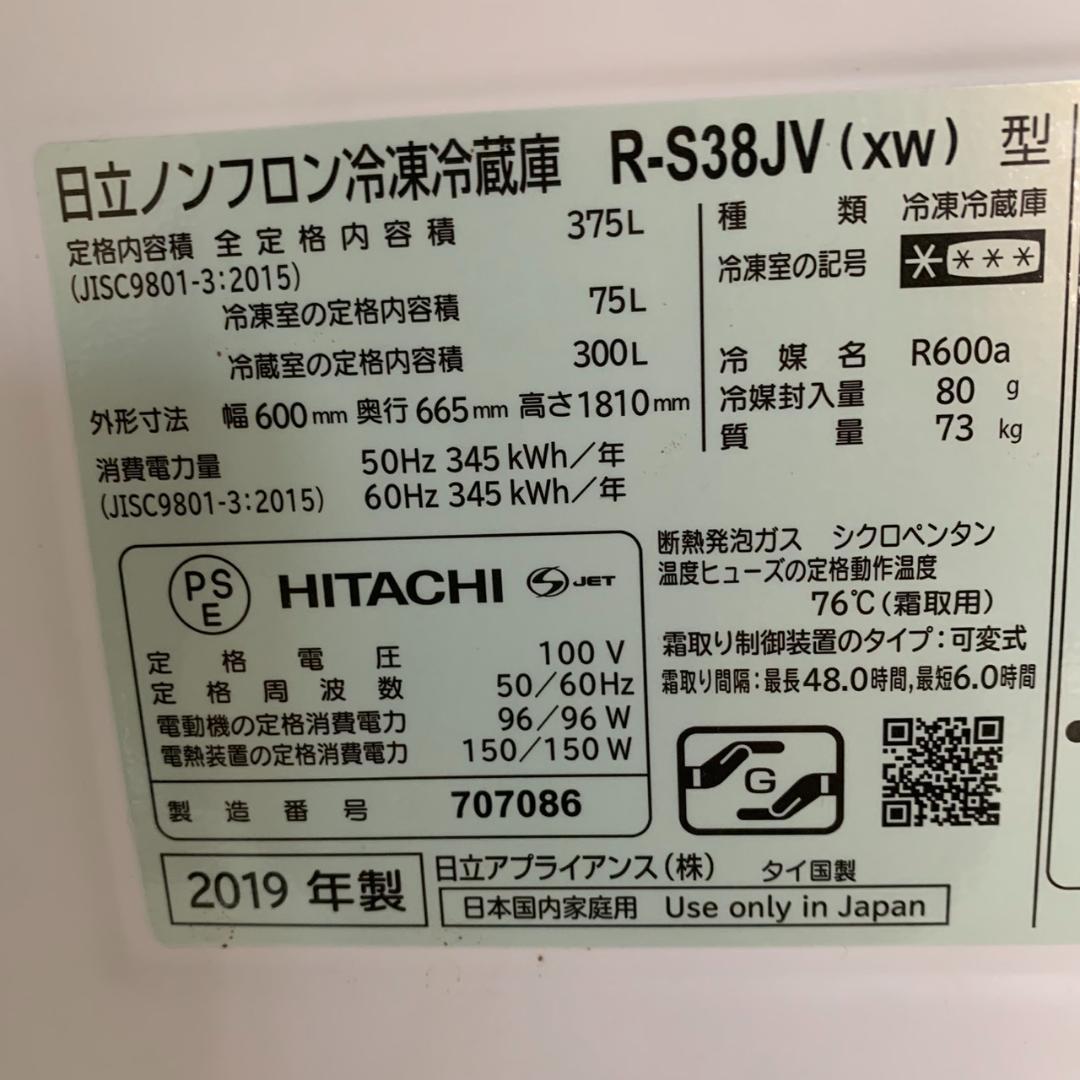 日立ノンフロン冷凍冷蔵庫 R-S38JV(XW) 型
定格内容積 全定格内容積 375L
(JISC9801-3:2015)
冷凍室の定格内容積 75L
冷蔵室の定格内容積 300L
外形寸法 幅600mm 奥行665mm 高さ1810mm
消費電力量 50Hz 345kWh/年
(JISC9801-3:2015) 60Hz 345kWh/年
種類 冷凍冷蔵庫
冷凍室の記号 ****
冷媒名 R600a
冷媒封入量 80 g
質量 73 kg
断熱発泡ガス シクロペンタン
温度ヒューズの定格動作温度
76℃(霜取用)
霜取り制御装置のタイプ:可変式
霜取り間隔:最長48.0時間,最短6.0時間
PSE HITACHI S JET
定格電圧 100 V
定格周波数 50/60Hz
電動機の定格消費電力 96/96 W
電熱装置の定格消費電力 150/150 W
製造番号 707086
G
2019 年製
日立アプライアンス(株) タイ国製
日本国内家庭用 Use only in Japan